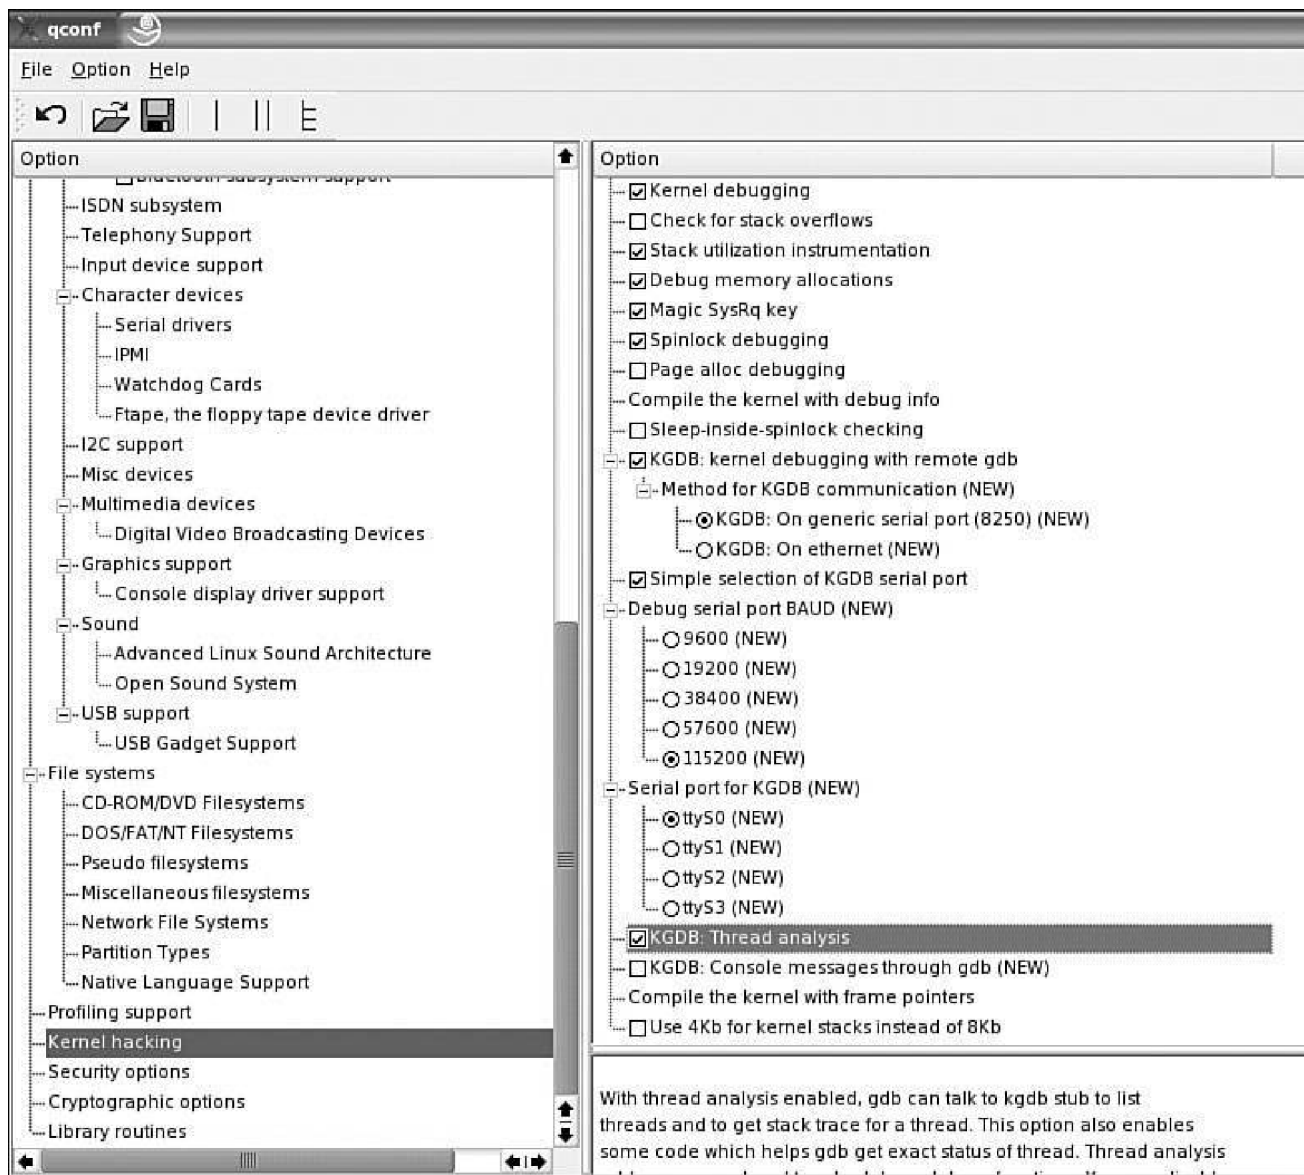 qconf
File Option Help
Option
Bluetooth subsystem support
ISDN subsystem
Telephony Support
Input device support
Character devices
Serial drivers
IPMI
Watchdog Cards
Ftape, the floppy tape device driver
I2C support
Misc devices
Multimedia devices
Digital Video Broadcasting Devices
Graphics support
Console display driver support
Sound
Advanced Linux Sound Architecture
Open Sound System
USB support
USB Gadget Support
File systems
CD-ROM/DVD Filesystems
DOS/FAT/NT Filesystems
Pseudo filesystems
Miscellaneous filesystems
Network File Systems
Partition Types
Native Language Support
Profiling support
Kernel hacking
Security options
Cryptographic options
Library routines
Option
Kernel debugging
Check for stack overflows
Stack utilization instrumentation
Debug memory allocations
Magic SysRq key
Spinlock debugging
Page alloc debugging
Compile the kernel with debug info
Sleep-inside-spinlock checking
KGDB: kernel debugging with remote gdb
Method for KGDB communication (NEW)
KGDB: On generic serial port (8250) (NEW)
KGDB: On ethernet (NEW)
Simple selection of KGDB serial port
Debug serial port BAUD (NEW)
9600 (NEW)
19200 (NEW)
38400 (NEW)
57600 (NEW)
115200 (NEW)
Serial port for KGDB (NEW)
ttyS0 (NEW)
ttyS1 (NEW)
ttyS2 (NEW)
ttyS3 (NEW)
KGDB: Thread analysis
KGDB: Console messages through gdb (NEW)
Compile the kernel with frame pointers
Use 4Kb for kernel stacks instead of 8Kb
With thread analysis enabled, gdb can talk to kgdb stub to list
threads and to get stack trace for a thread. This option also enables
some code which helps gdb get exact status of thread. Thread analysis